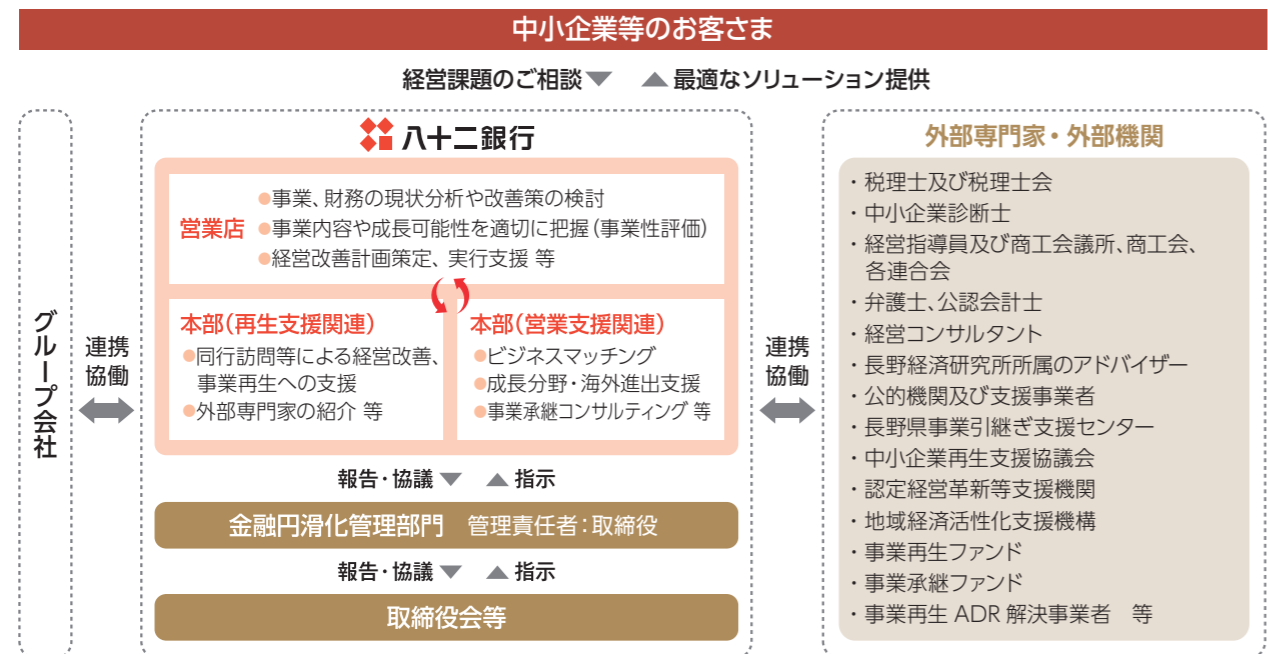 中小企業等のお客さま
経営課題のご相談▼ ▲最適なソリューション提供
グループ会社
連携
協働
八十二銀行
営業店
●事業、財務の現状分析や改善策の検討
●事業内容や成長可能性を適切に把握(事業性評価)
●経営改善計画策定、実行支援 等
本部(再生支援関連)
●同行訪問等による経営改善、
事業再生への支援
●外部専門家の紹介 等
本部(営業支援関連)
●ビジネスマッチング
●成長分野・海外進出支援
●事業承継コンサルティング 等
報告・協議▼ ▲指示
金融円滑化管理部門 管理責任者:取締役
報告・協議▼ ▲指示
取締役会等
連携
協働
外部専門家・外部機関
・税理士及び税理士会
・中小企業診断士
・経営指導員及び商工会議所、商工会、
各連合会
・弁護士、公認会計士
・経営コンサルタント
・長野経済研究所所属のアドバイザー
・公的機関及び支援事業者
・長野県事業引継ぎ支援センター
・中小企業再生支援協議会
・認定経営革新等支援機関
・地域経済活性化支援機構
・事業再生ファンド
・事業承継ファンド
・事業再生 ADR 解決事業者 等